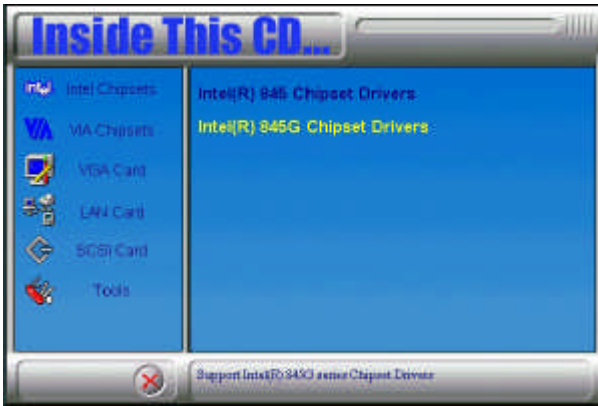 Inside This CD...
intel Intel Chipsets
VIA VIA Chipsets
VGA Card
LAN Card
SCSI Card
Tools
Intel(R) 845 Chipset Drivers
Intel(R) 845G Chipset Drivers
Support Intel(R) 845G series Chipset Drivers